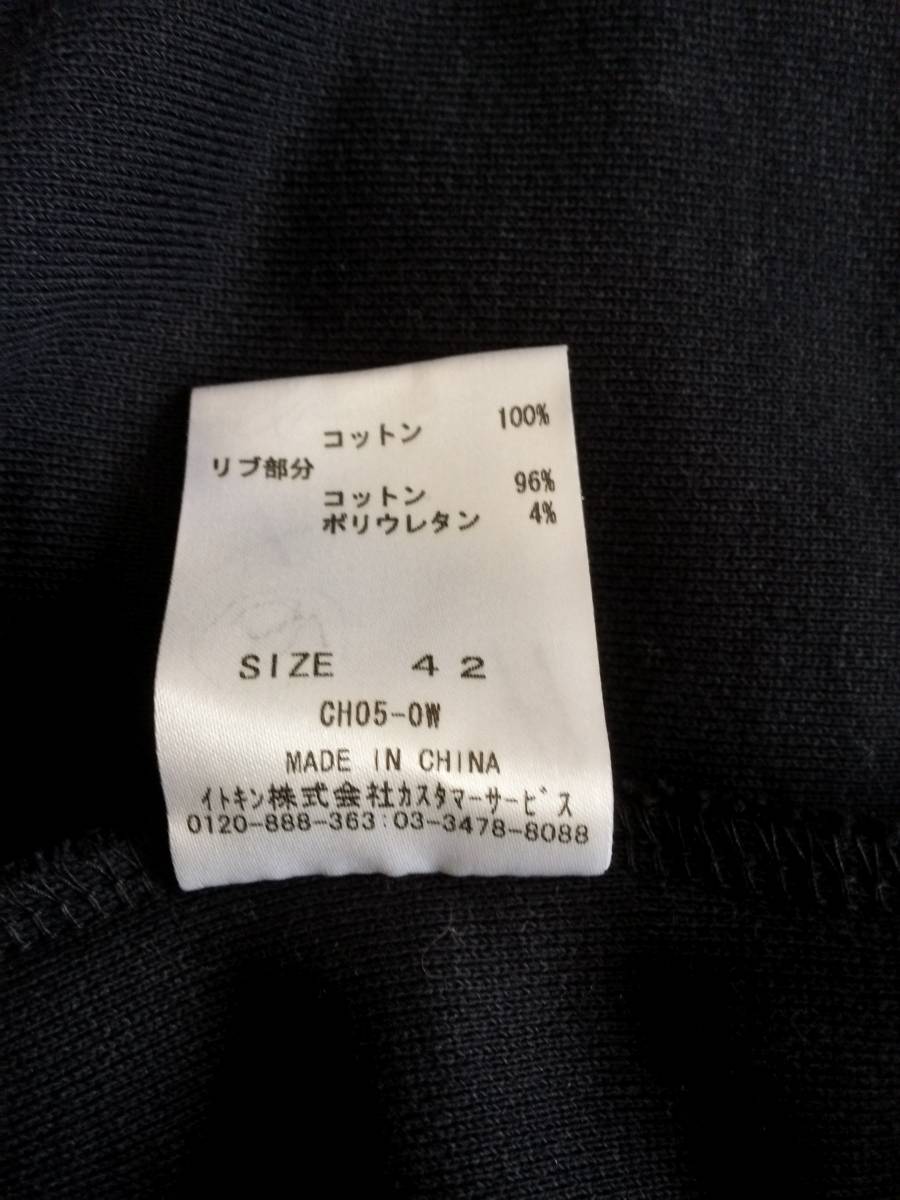 コットン 100%
リブ部分
コットン 96%
ポリウレタン 4%
SIZE 42
CH05-0W
MADE IN CHINA
イトキン株式会社カスタマーサービス
0120-888-363:03-3478-8088